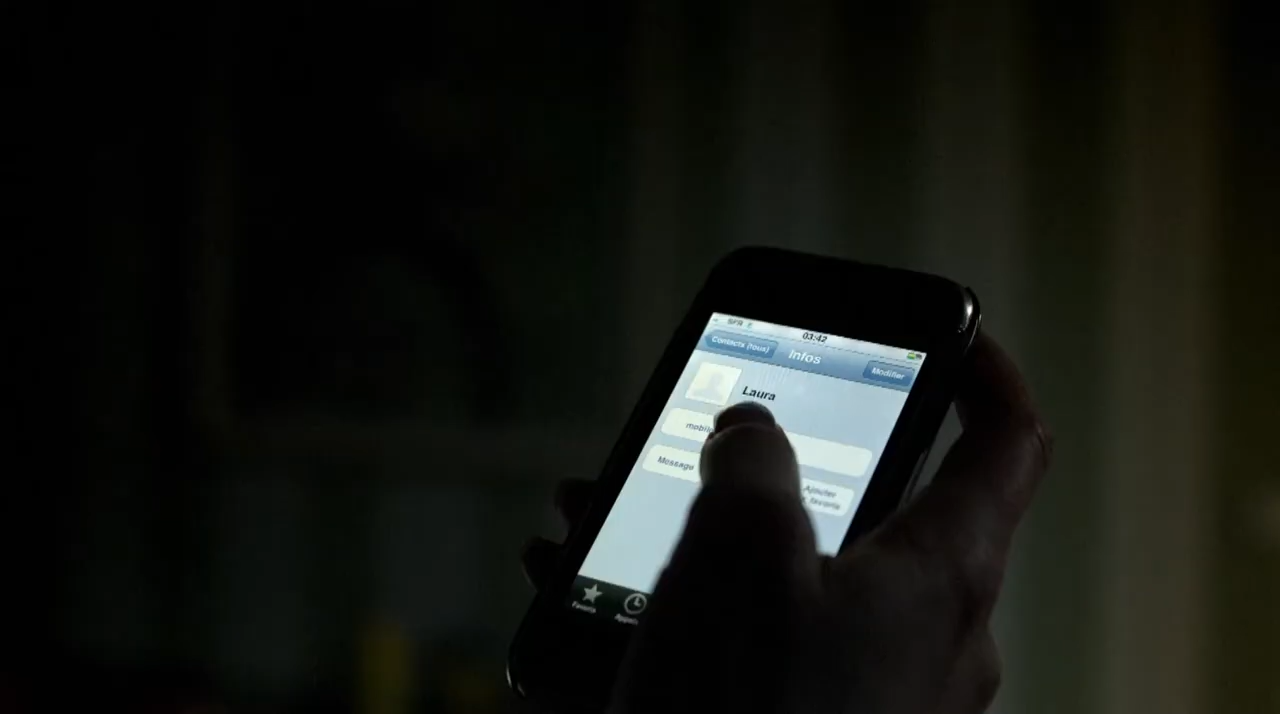 SFR
03:42
Contacts (tous)
Infos
Modifier
Laura
mobile
Message
Ajouter
favoris
Favoris